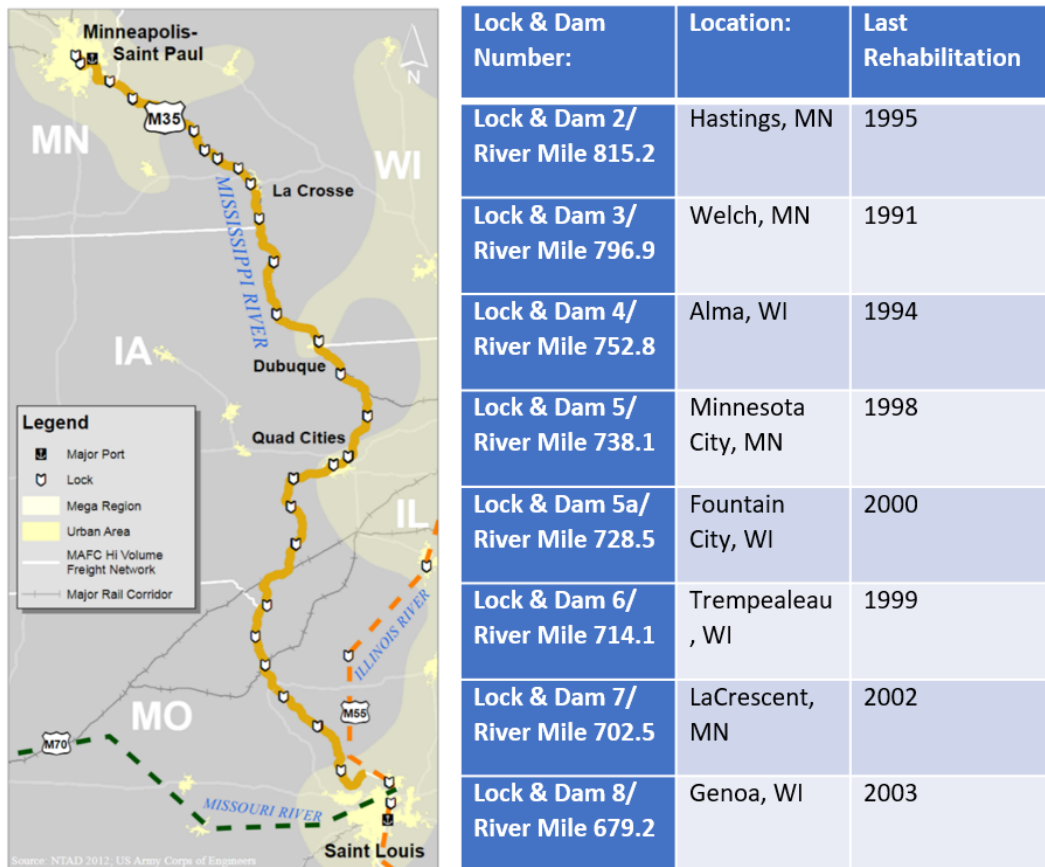 Minneapolis-
Saint Paul
N
M35
MN
WI
La Crosse
MISSISSIPPI RIVER
IA
Dubuque
Legend
Major Port
Lock
Mega Region
Urban Area
MAFC Hi Volume
Freight Network
Major Rail Corridor
Quad Cities
IL
ILLINOIS RIVER
M55
MO
M70
MISSOURI RIVER
Saint Louis
Source: NTAD 2012; US Army Corps of Engineers
Lock & Dam
Number:
Location:
Last
Rehabilitation
Lock & Dam 2/
River Mile 815.2
Hastings, MN
1995
Lock & Dam 3/
River Mile 796.9
Welch, MN
1991
Lock & Dam 4/
River Mile 752.8
Alma, WI
1994
Lock & Dam 5/
River Mile 738.1
Minnesota
City, MN
1998
Lock & Dam 5a/
River Mile 728.5
Fountain
City, WI
2000
Lock & Dam 6/
River Mile 714.1
Trempealeau
, WI
1999
Lock & Dam 7/
River Mile 702.5
LaCrescent,
MN
2002
Lock & Dam 8/
River Mile 679.2
Genoa, WI
2003